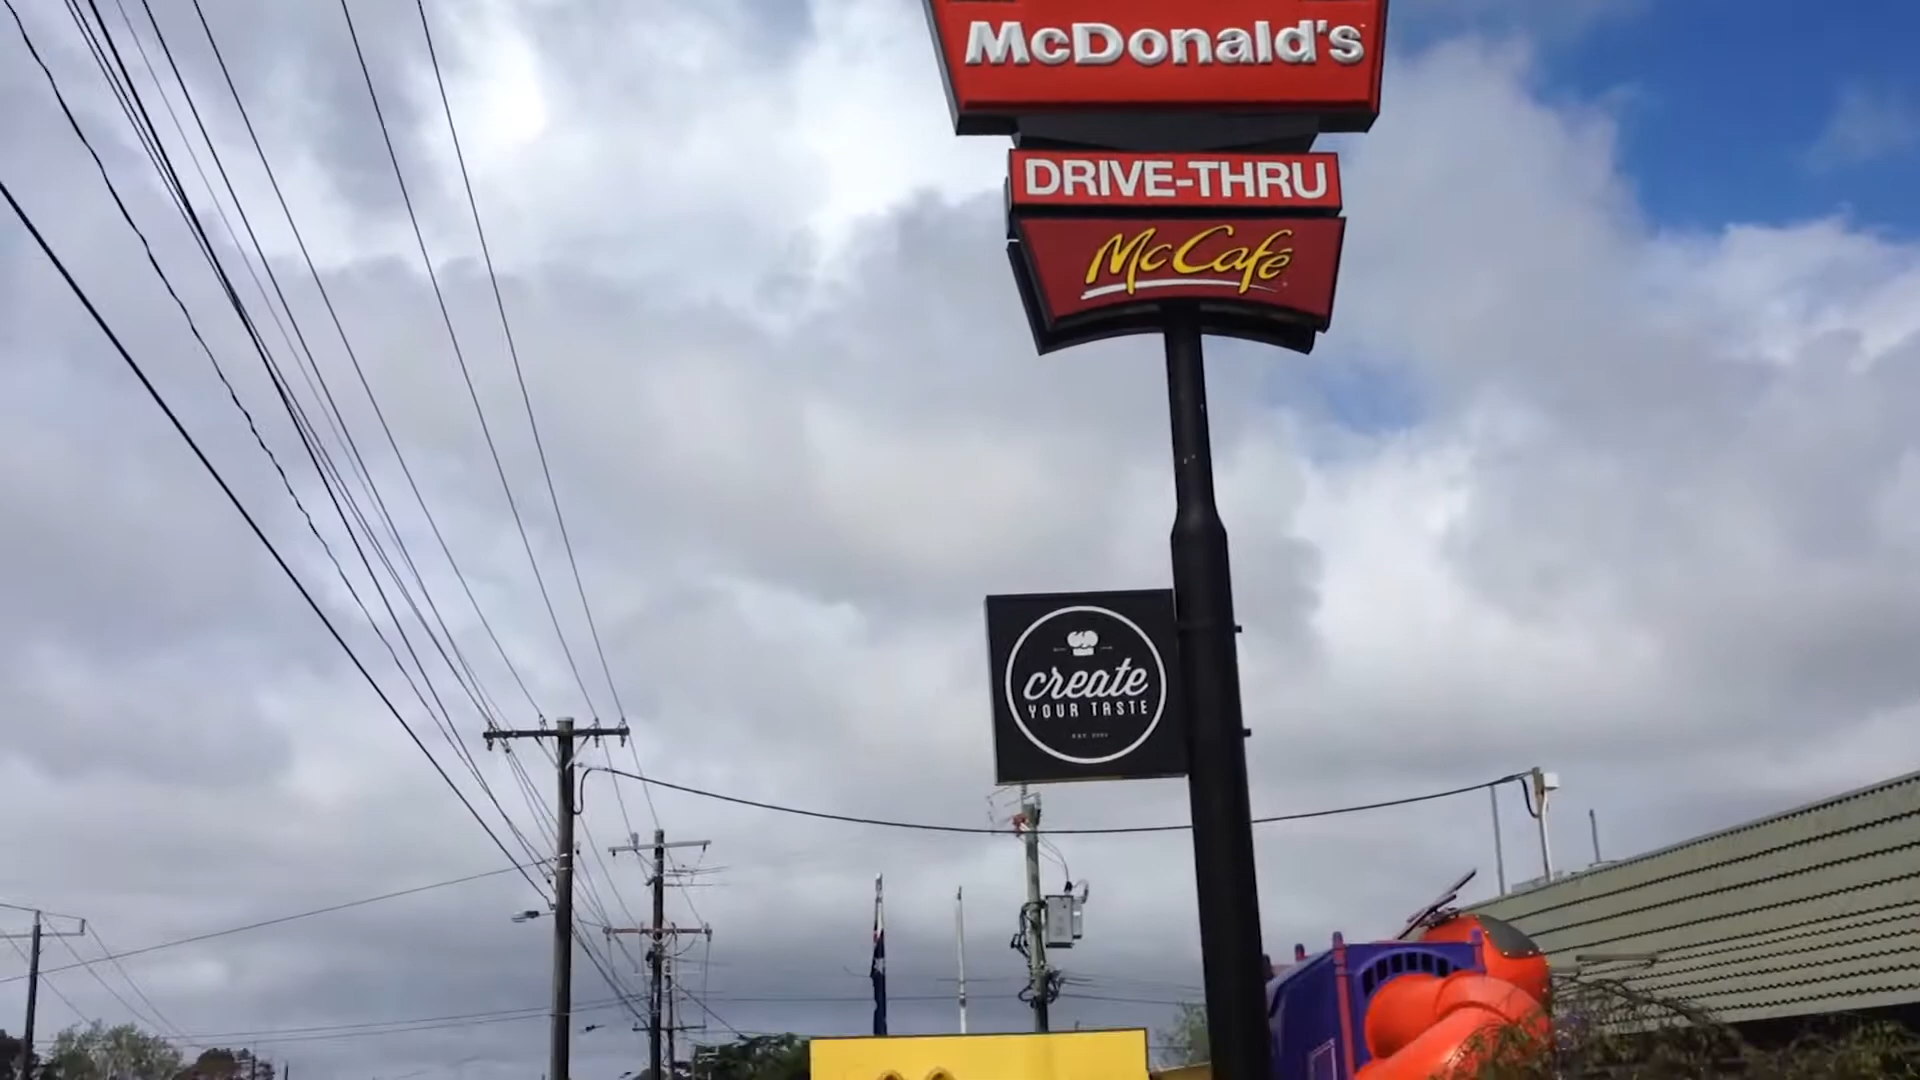 McDonald's
DRIVE-THRU
McCafé
create
YOUR TASTE